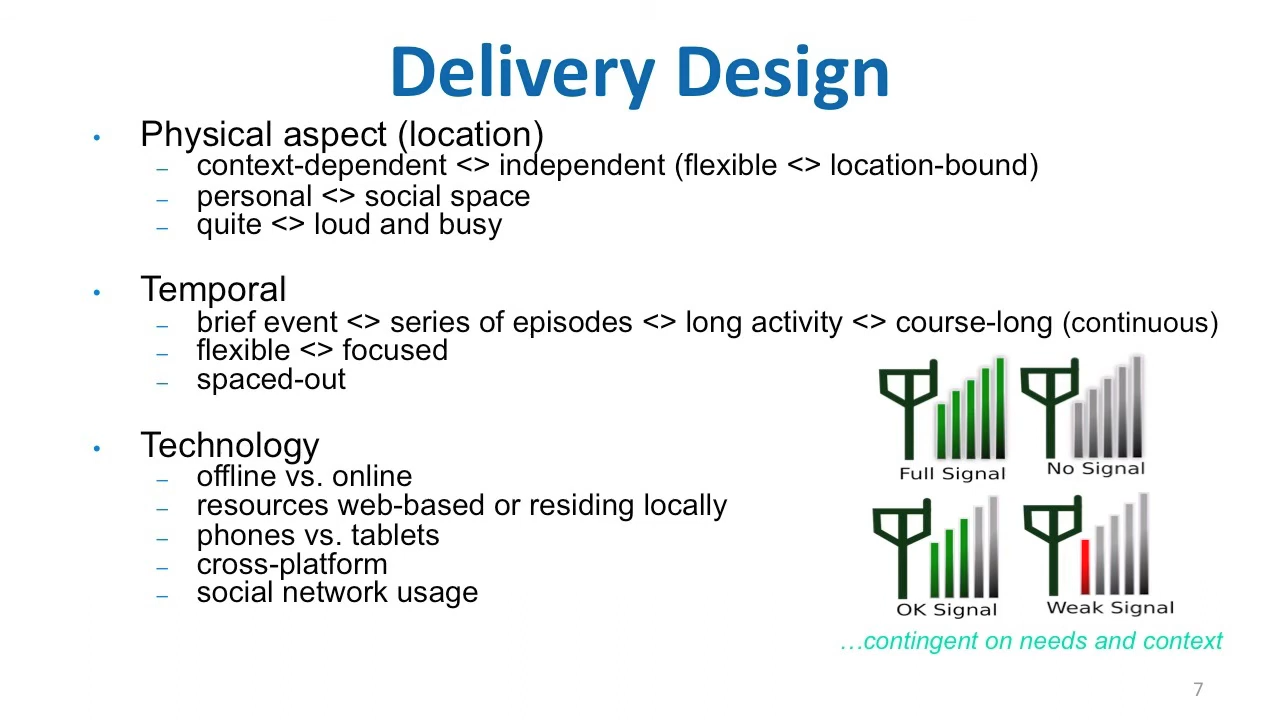 Delivery Design
• Physical aspect (location)
– context-dependent <> independent (flexible <> location-bound)
– personal <> social space
– quite <> loud and busy
• Temporal
– brief event <> series of episodes <> long activity <> course-long (continuous)
– flexible <> focused
– spaced-out
• Technology
– offline vs. online
– resources web-based or residing locally
– phones vs. tablets
– cross-platform
– social network usage
Full Signal
No Signal
OK Signal
Weak Signal
…contingent on needs and context
7